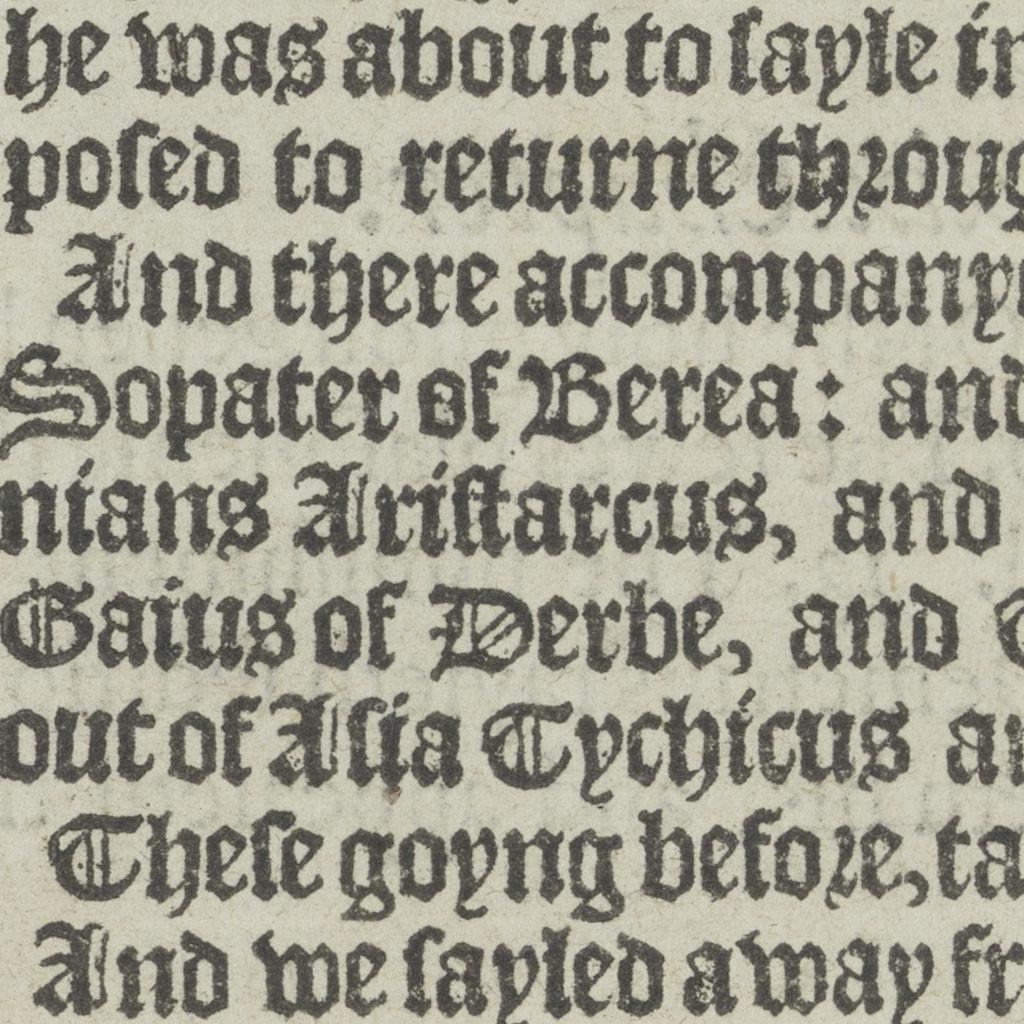 he was about to ſayle in
poſed to returne throug
And there accompany
Sopater of Berea: and
nians Ariſtarcus, and
Gaius of Derbe, and
out of Aſia Tychicus an
Theſe goyng before, ta
And we ſayled away fr